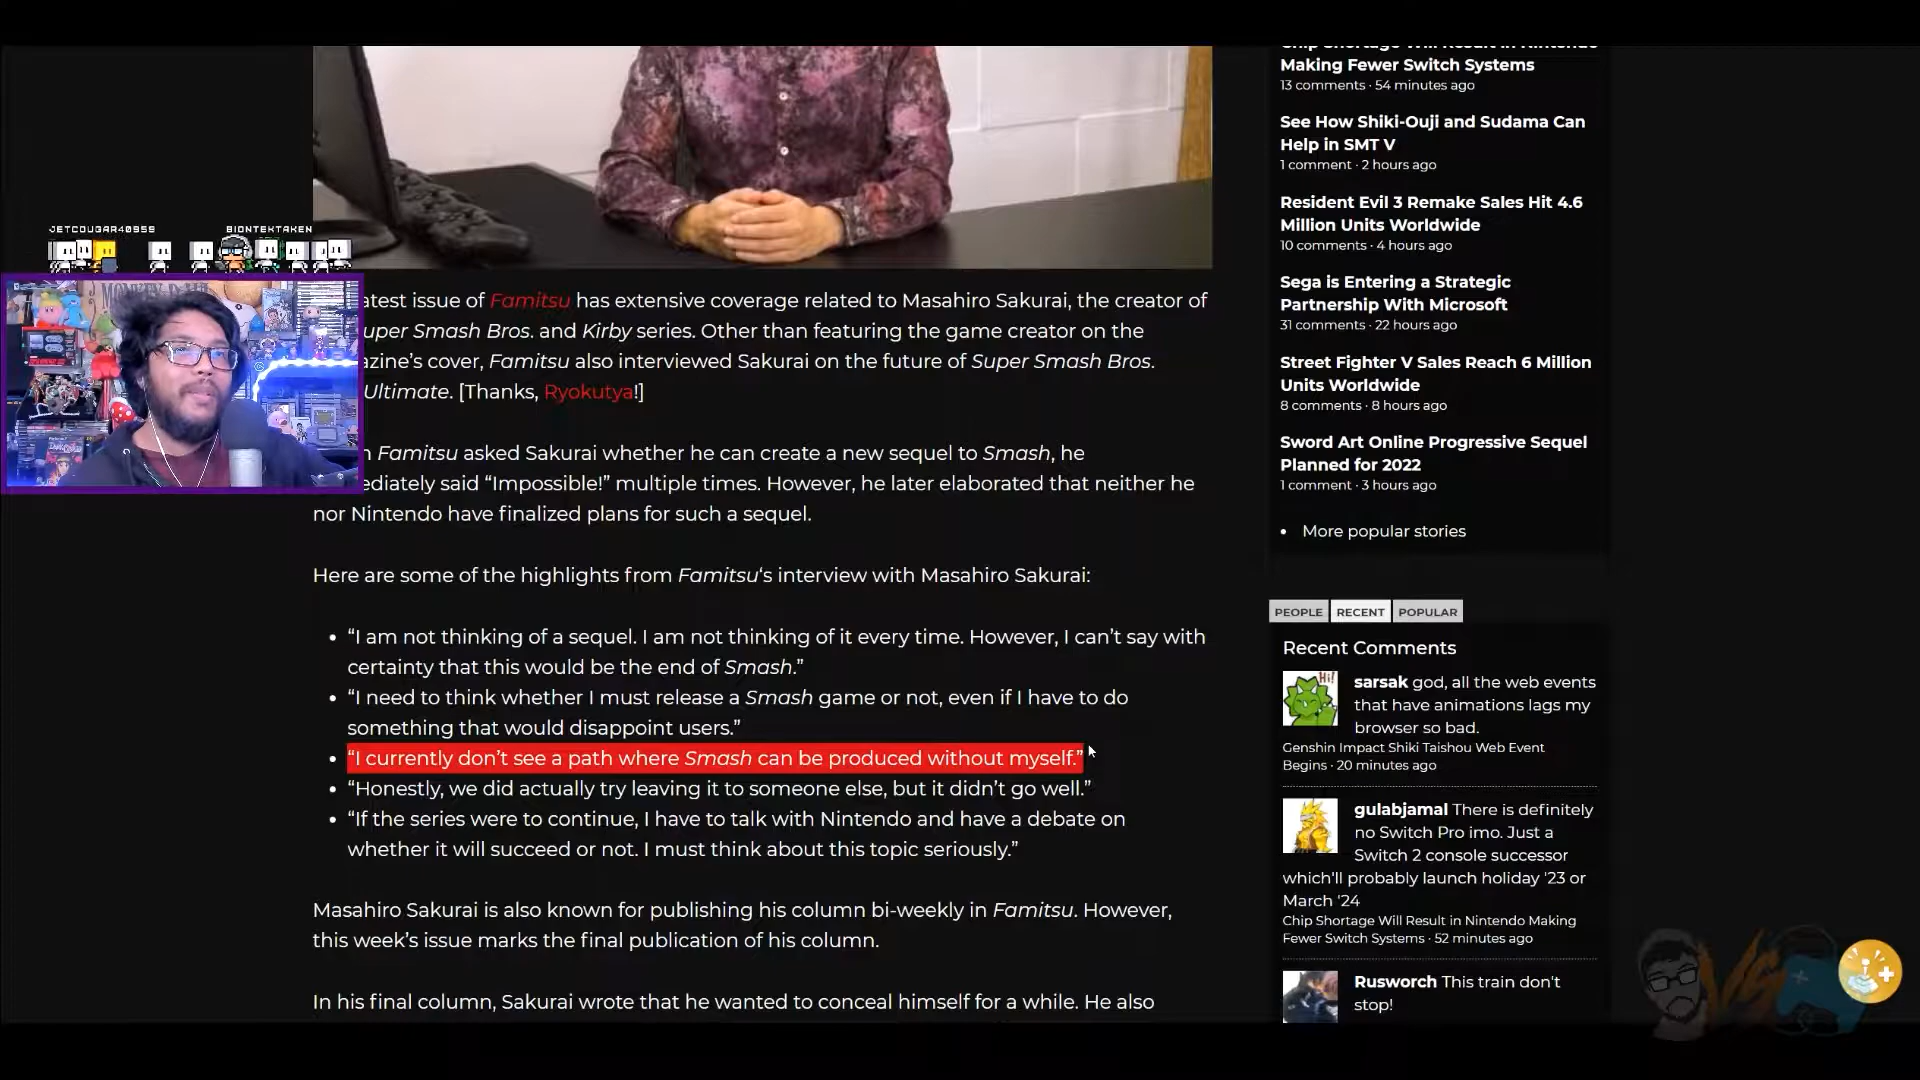 Making Fewer Switch Systems
13 comments · 54 minutes ago
See How Shiki-Ouji and Sudama Can
Help in SMT V
1 comment · 2 hours ago
Resident Evil 3 Remake Sales Hit 4.6
Million Units Worldwide
10 comments · 4 hours ago
Sega is Entering a Strategic
Partnership With Microsoft
31 comments · 22 hours ago
Street Fighter V Sales Reach 6 Million
Units Worldwide
8 comments · 8 hours ago
Sword Art Online Progressive Sequel
Planned for 2022
1 comment · 3 hours ago
• More popular stories
JETCOUGAR40959
BIONTEKTAKEN
atest issue of Famitsu has extensive coverage related to Masahiro Sakurai, the creator of
uper Smash Bros. and Kirby series. Other than featuring the game creator on the
azine’s cover, Famitsu also interviewed Sakurai on the future of Super Smash Bros.
Ultimate. [Thanks, Ryokutya!]
n Famitsu asked Sakurai whether he can create a new sequel to Smash, he
ediately said “Impossible!” multiple times. However, he later elaborated that neither he
nor Nintendo have finalized plans for such a sequel.
Here are some of the highlights from Famitsu‘s interview with Masahiro Sakurai:
• “I am not thinking of a sequel. I am not thinking of it every time. However, I can’t say with
certainty that this would be the end of Smash.”
• “I need to think whether I must release a Smash game or not, even if I have to do
something that would disappoint users.”
• “I currently don’t see a path where Smash can be produced without myself.”
• “Honestly, we did actually try leaving it to someone else, but it didn’t go well.”
• “If the series were to continue, I have to talk with Nintendo and have a debate on
whether it will succeed or not. I must think about this topic seriously.”
Masahiro Sakurai is also known for publishing his column bi-weekly in Famitsu. However,
this week’s issue marks the final publication of his column.
In his final column, Sakurai wrote that he wanted to conceal himself for a while. He also
PEOPLE RECENT POPULAR
Recent Comments
Hi!
sarsak god, all the web events
that have animations lags my
browser so bad.
Genshin Impact Shiki Taishou Web Event
Begins · 20 minutes ago
gulabjamal There is definitely
no Switch Pro imo. Just a
Switch 2 console successor
which'll probably launch holiday '23 or
March '24
Chip Shortage Will Result in Nintendo Making
Fewer Switch Systems · 52 minutes ago
Rusworch This train don't
stop!
VS